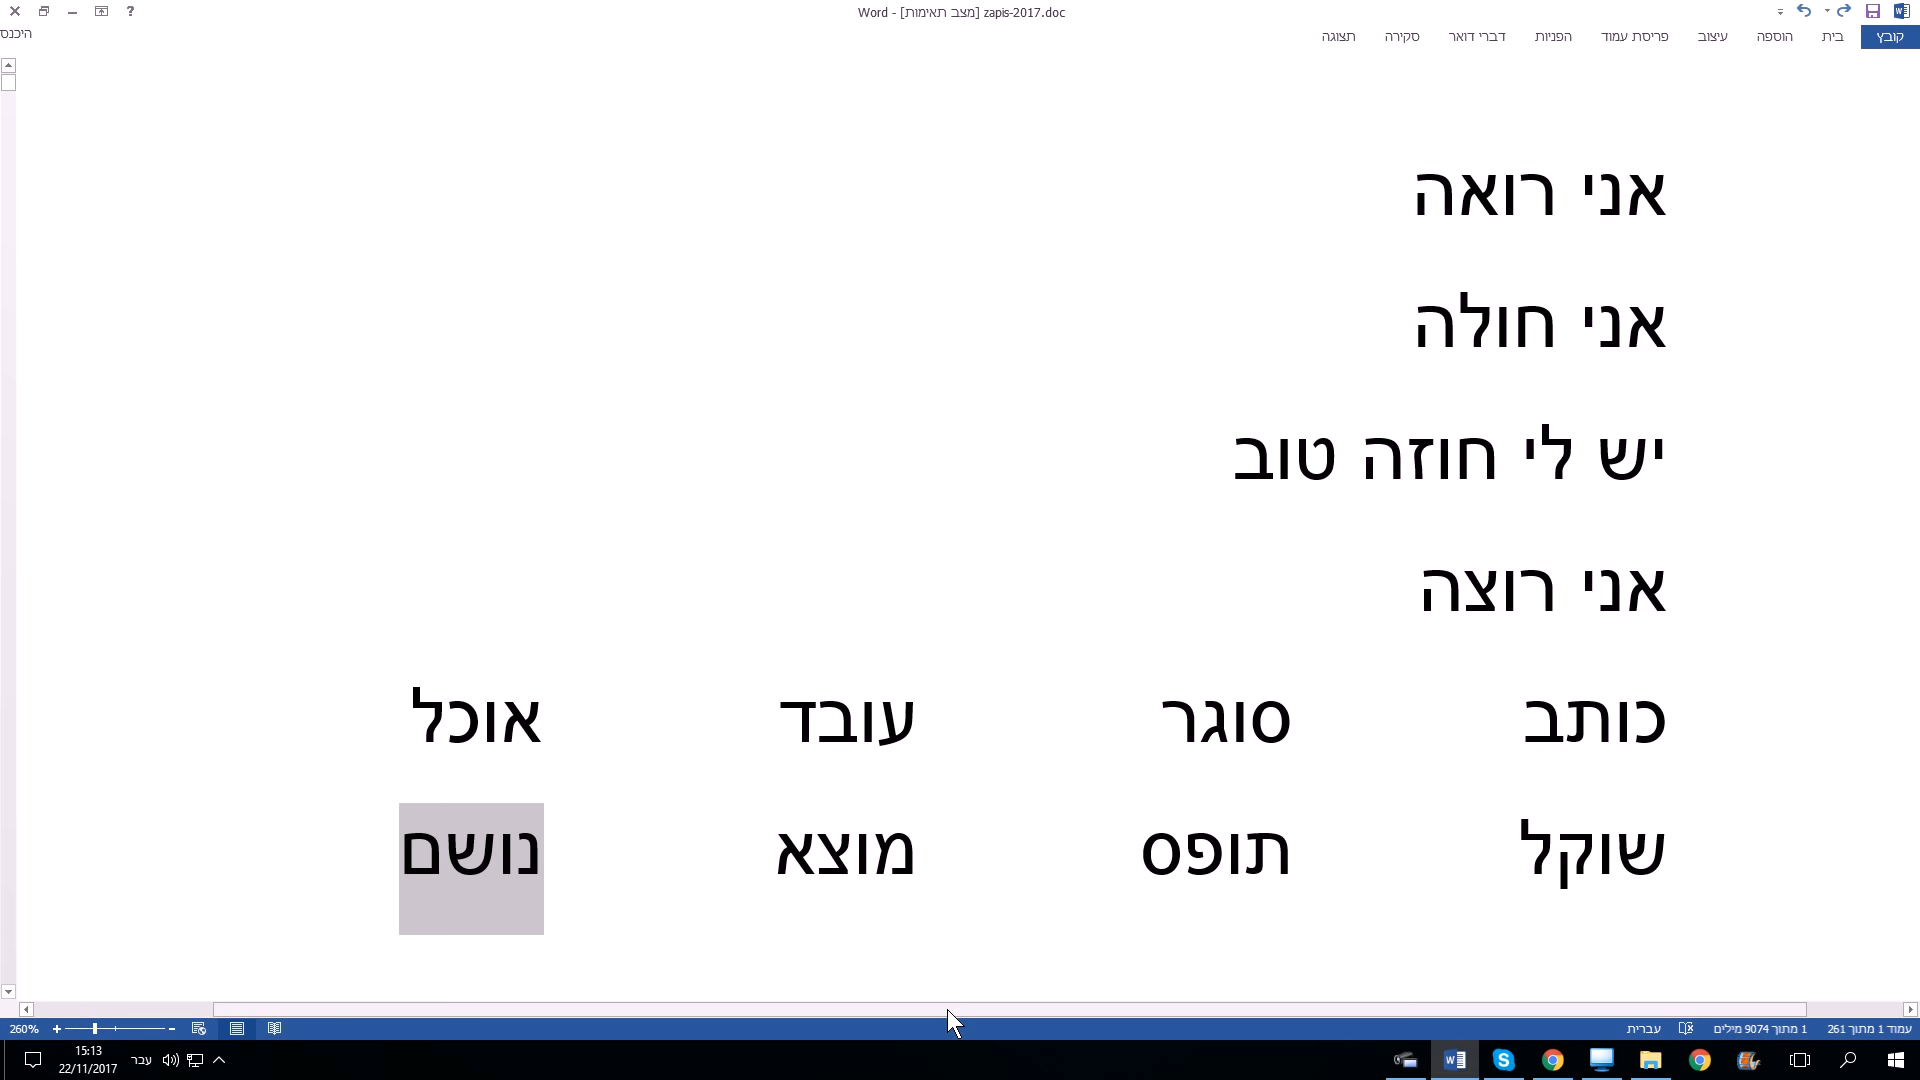 zapis-2017.doc [מצב תאימות] - Word
היכנס
קובץ בית הוספה עיצוב פריסת עמוד הפניות דברי דואר סקירה תצוגה
אני רואה
אני חולה
יש לי חוזה טוב
אני רוצה
כותב סוגר עובד אוכל
שוקל תופס מוצא נושם
עמוד 1 מתוך 261 1 מתוך 9074 מילים עברית 260%
עבר 15:13
22/11/2017